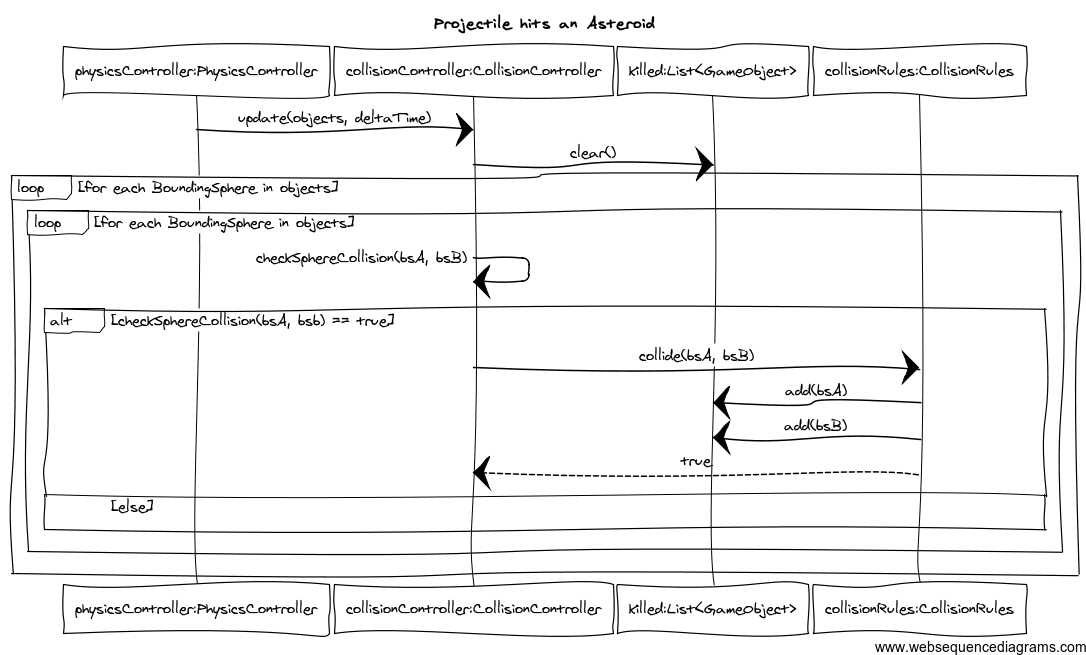 Projectile hits an Asteroid
physicsController:PhysicsController
collisionController:CollisionController
killed:List<GameObject>
collisionRules:CollisionRules
update(objects, deltaTime)
clear()
loop [for each BoundingSphere in objects]
loop [for each BoundingSphere in objects]
checkSphereCollision(bsA, bsB)
alt [checkSphereCollision(bsA, bsb) == true]
collide(bsA, bsB)
add(bsA)
add(bsB)
true
[else]
physicsController:PhysicsController
collisionController:CollisionController
killed:List<GameObject>
collisionRules:CollisionRules
www.websequencediagrams.com